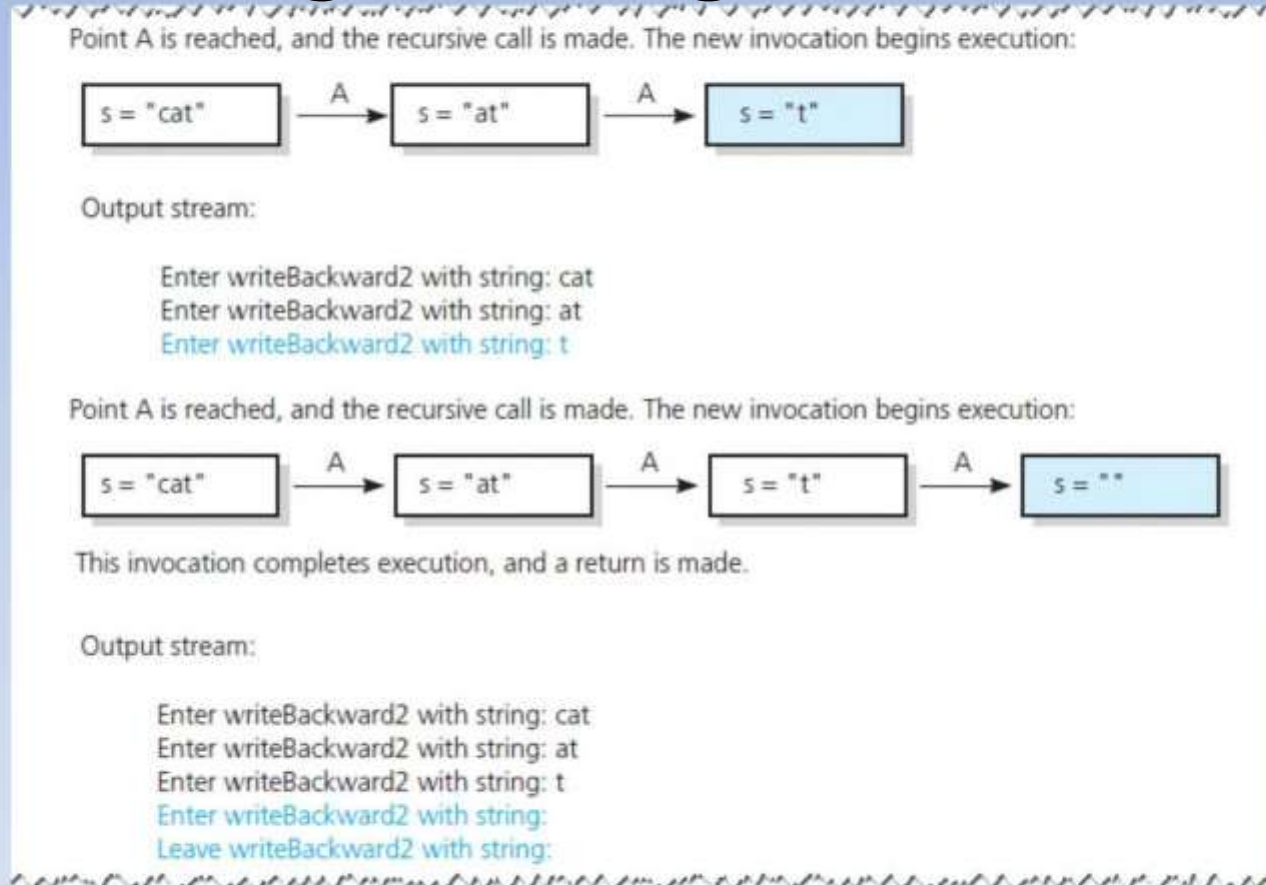 Point A is reached, and the recursive call is made. The new invocation begins execution:
s = "cat" A s = "at" A s = "t"
Output stream:
Enter writeBackward2 with string: cat
Enter writeBackward2 with string: at
Enter writeBackward2 with string: t
Point A is reached, and the recursive call is made. The new invocation begins execution:
s = "cat" A s = "at" A s = "t" A s = ""
This invocation completes execution, and a return is made.
Output stream:
Enter writeBackward2 with string: cat
Enter writeBackward2 with string: at
Enter writeBackward2 with string: t
Enter writeBackward2 with string:
Leave writeBackward2 with string: